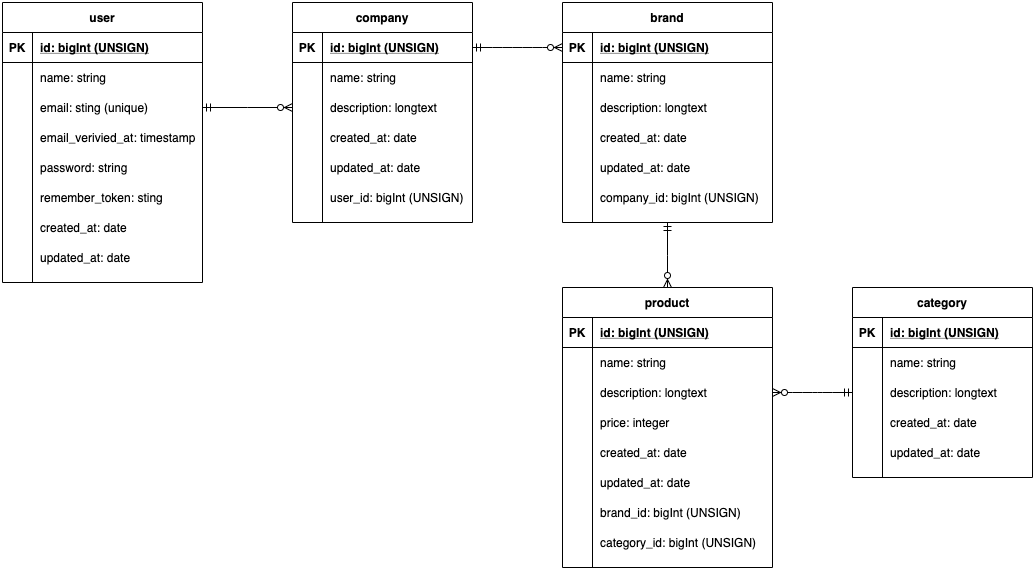 user
PK id: bigInt (UNSIGN)
name: string
email: sting (unique)
email_verivied_at: timestamp
password: string
remember_token: sting
created_at: date
updated_at: date
company
PK id: bigInt (UNSIGN)
name: string
description: longtext
created_at: date
updated_at: date
user_id: bigInt (UNSIGN)
brand
PK id: bigInt (UNSIGN)
name: string
description: longtext
created_at: date
updated_at: date
company_id: bigInt (UNSIGN)
product
PK id: bigInt (UNSIGN)
name: string
description: longtext
price: integer
created_at: date
updated_at: date
brand_id: bigInt (UNSIGN)
category_id: bigInt (UNSIGN)
category
PK id: bigInt (UNSIGN)
name: string
description: longtext
created_at: date
updated_at: date